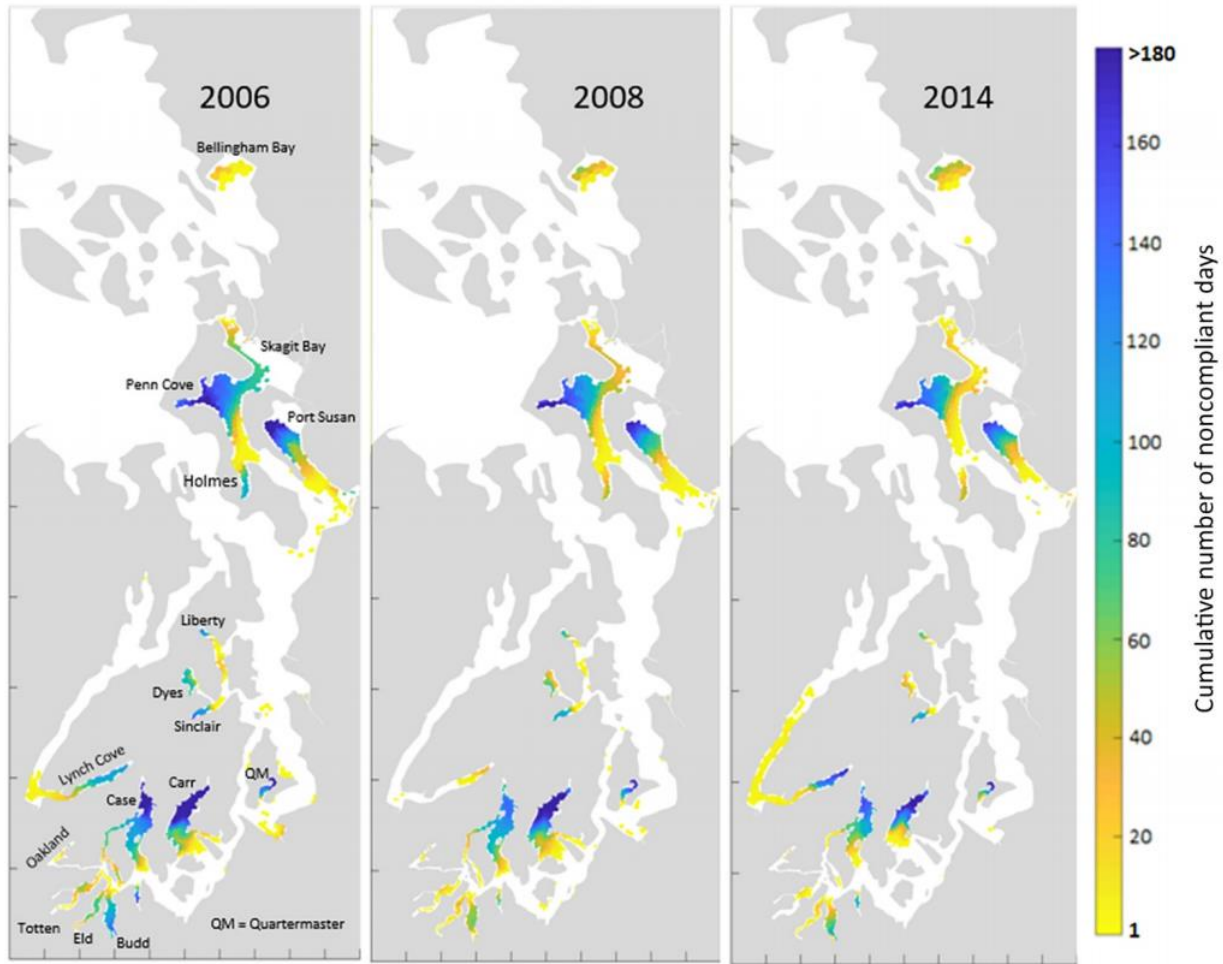 2006
2008
2014
Bellingham Bay
Skagit Bay
Penn Cove
Port Susan
Holmes
Liberty
Dyes
Sinclair
Lynch Cove
Case
Carr
QM
Oakland
Totten
Eld
Budd
QM = Quartermaster
>180
160
140
120
100
80
60
40
20
1
Cumulative number of noncompliant days